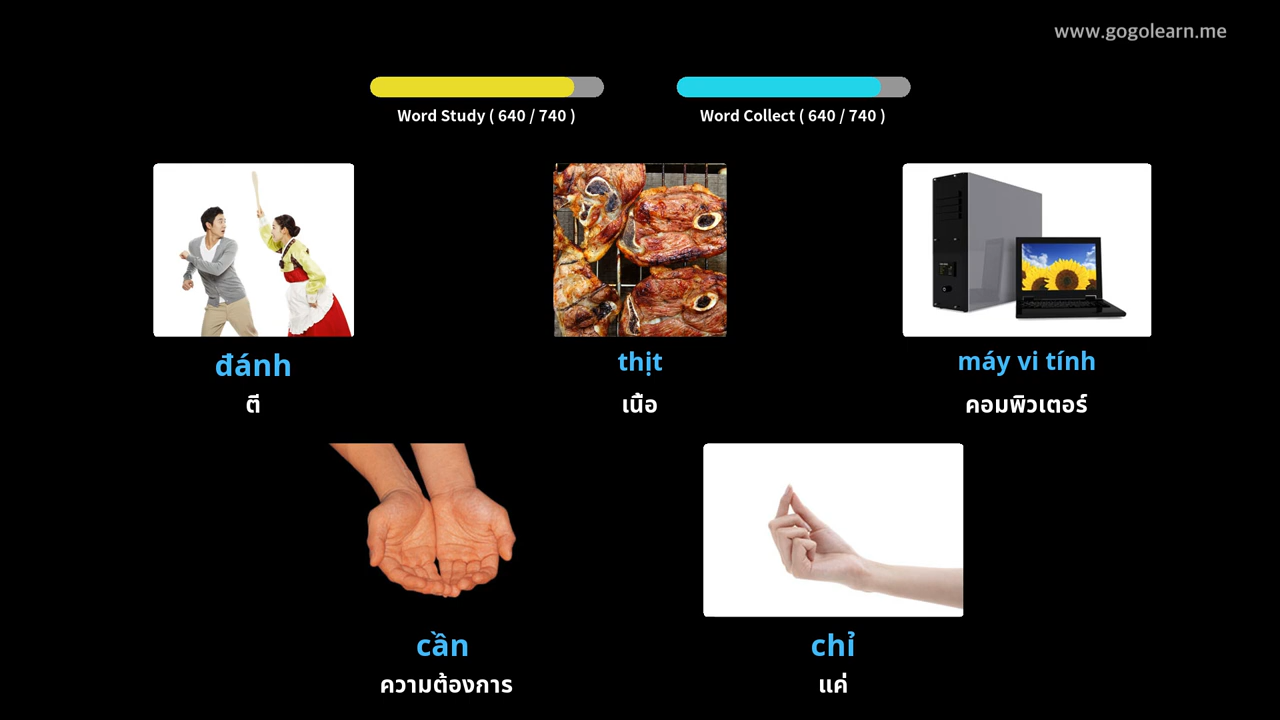 www.gogolearn.me
Word Study ( 640 / 740 )
Word Collect ( 640 / 740 )
đánh
ตี
thịt
เนื้อ
máy vi tính
คอมพิวเตอร์
cần
ความต้องการ
chỉ
แค่